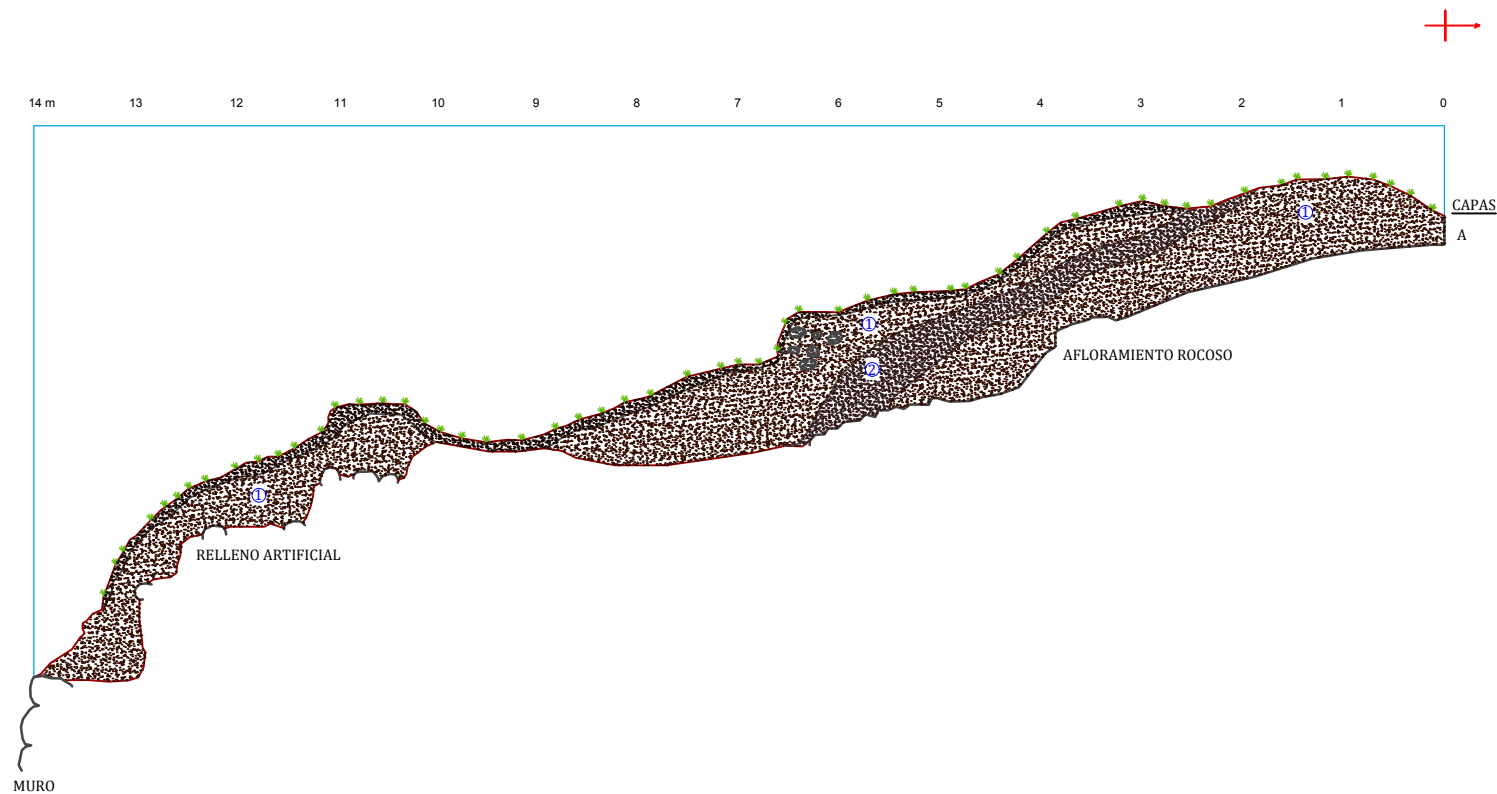 14 m 13 12 11 10 9 8 7 6 5 4 3 2 1 0
CAPAS
① A
①
AFLORAMIENTO ROCOSO
②
①
RELLENO ARTIFICIAL
MURO